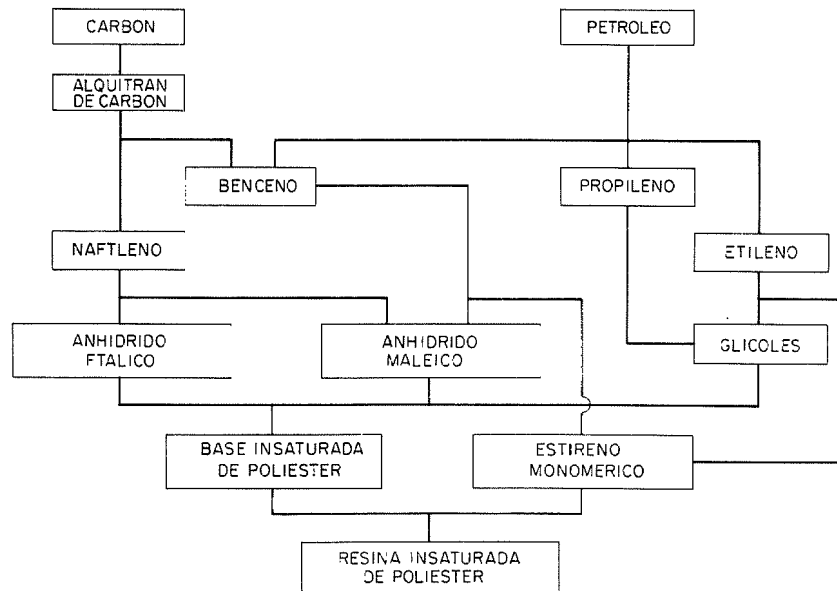 CARBON
PETROLEO
ALQUITRAN
DE CARBON
BENCENO
PROPILENO
NAFTLENO
ETILENO
ANHIDRIDO
FTALICO
ANHIDRIDO
MALEICO
GLICOLES
BASE INSATURADA
DE POLIESTER
ESTIRENO
MONOMERICO
RESINA INSATURADA
DE POLIESTER